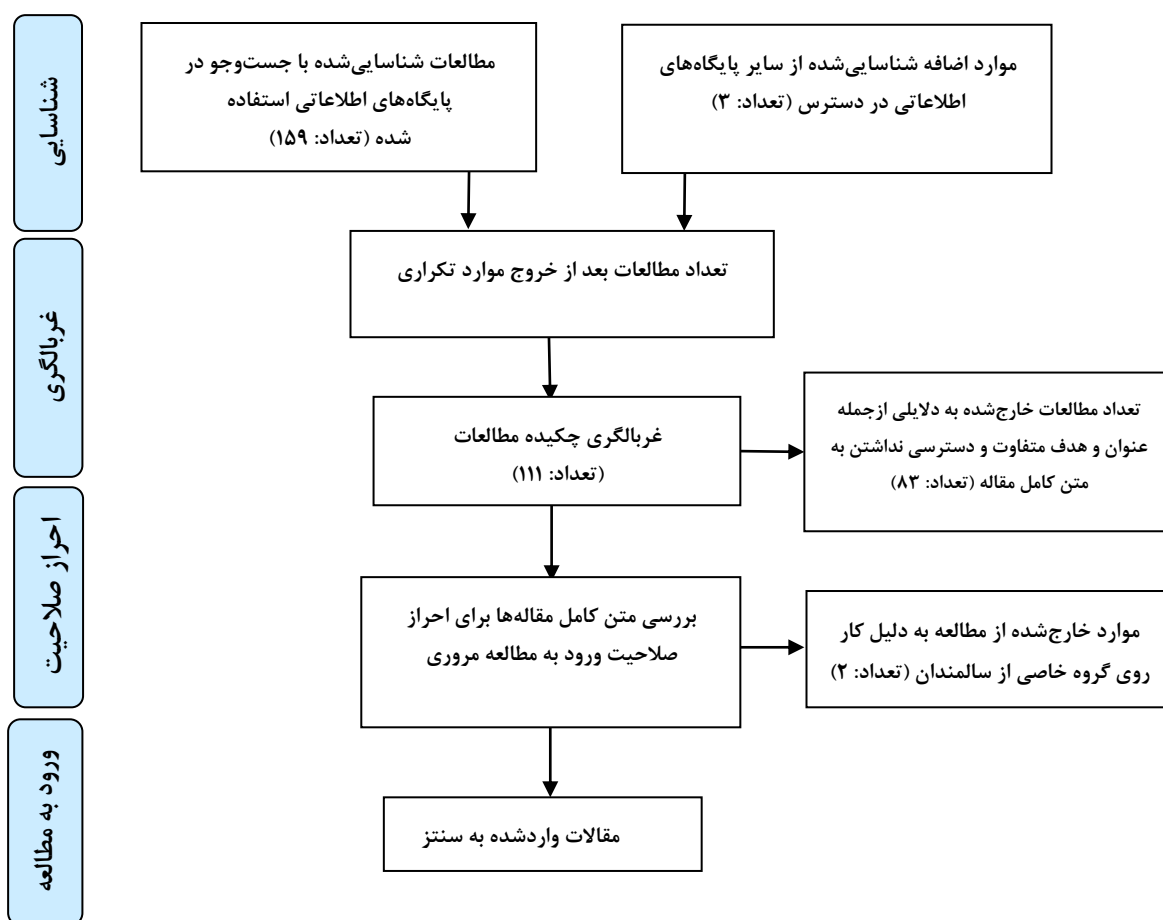 شناسایی
مطالعات شناسایی‌شده با جست‌وجو در
پایگاه‌های اطلاعاتی استفاده
شده (تعداد: ۱۵۹)
موارد اضافه شناسایی‌شده از سایر پایگاه‌های
اطلاعاتی در دسترس (تعداد: ۳)
غربالگری
تعداد مطالعات بعد از خروج موارد تکراری
غربالگری چکیده مطالعات
(تعداد: ۱۱۱)
تعداد مطالعات خارج‌شده به دلایلی ازجمله
عنوان و هدف متفاوت و دسترسی نداشتن به
متن کامل مقاله (تعداد: ۸۳)
احراز صلاحیت
بررسی متن کامل مقاله‌ها برای احراز
صلاحیت ورود به مطالعه مروری
موارد خارج‌شده از مطالعه به دلیل کار
روی گروه خاصی از سالمندان (تعداد: ۲)
ورود به مطالعه
مقالات واردشده به سنتز